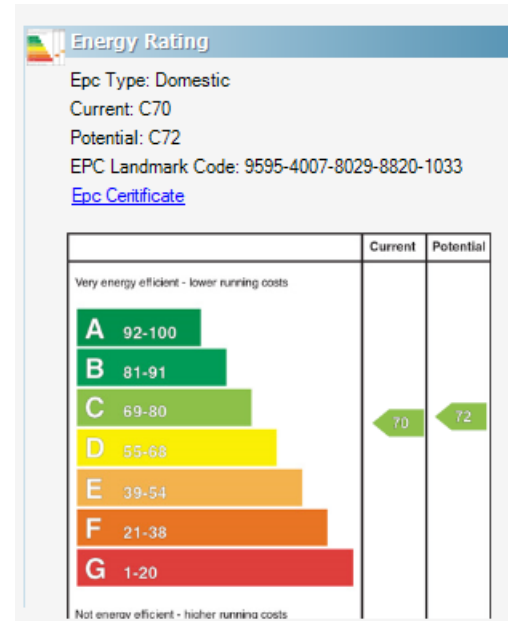 Energy Rating
Epc Type: Domestic
Current: C70
Potential: C72
EPC Landmark Code: 9595-4007-8029-8820-1033
Epc Ceritificate
Current Potential
Very energy efficient - lower running costs
A 92-100
B 81-91
C 69-80
70 72
D 55-68
E 39-54
F 21-38
G 1-20
Not energy efficient - higher running costs